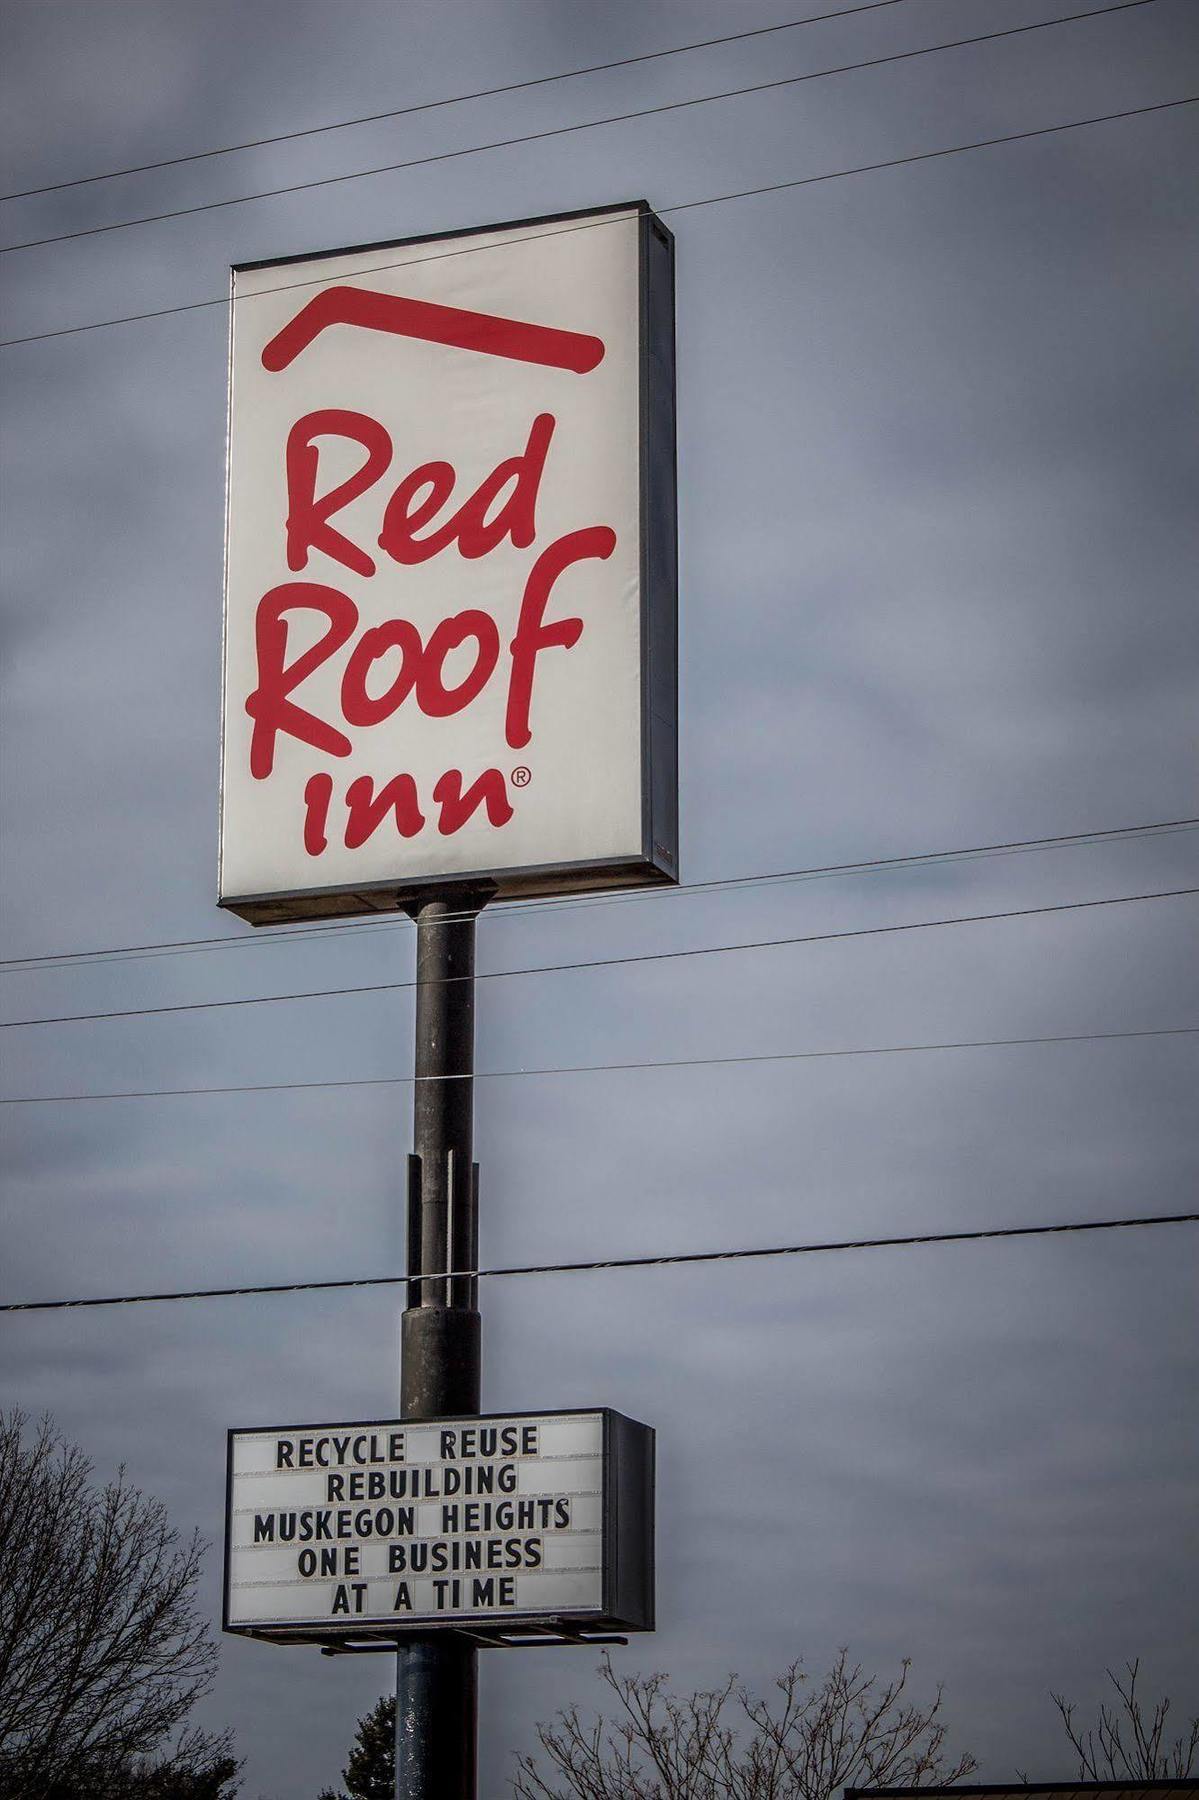 Red
Roof
inn®
RECYCLE REUSE
REBUILDING
MUSKEGON HEIGHTS
ONE BUSINESS
AT A TIME